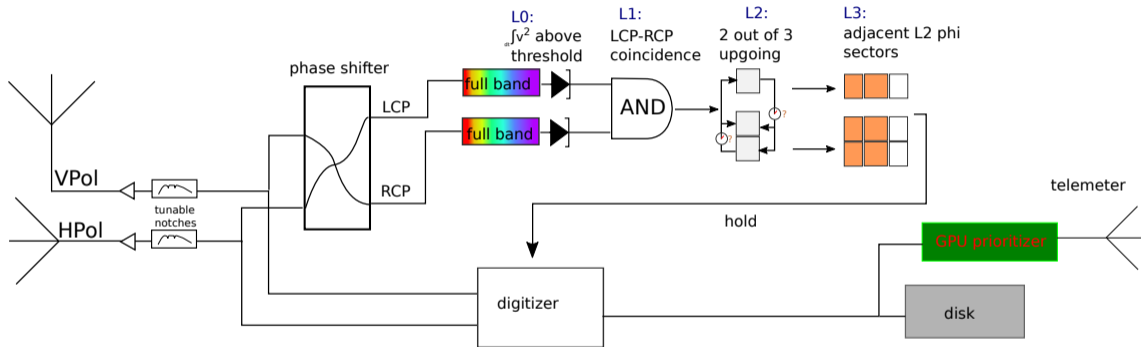 L0:
∫v² above
threshold
L1:
LCP-RCP
coincidence
L2:
2 out of 3
upgoing
L3:
adjacent L2 phi
sectors
phase shifter
LCP
RCP
full band
full band
AND
?
?
VPol
HPol
tunable
notches
hold
digitizer
telemeter
GPU prioritizer
disk